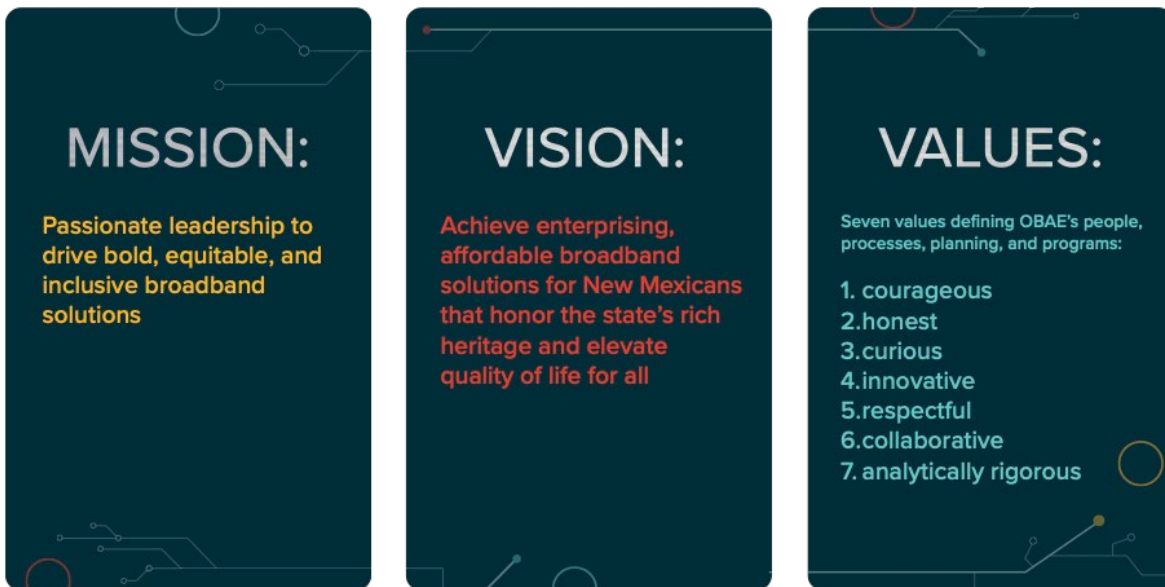 MISSION:
Passionate leadership to
drive bold, equitable, and
inclusive broadband
solutions
VISION:
Achieve enterprising,
affordable broadband
solutions for New Mexicans
that honor the state's rich
heritage and elevate
quality of life for all
VALUES:
Seven values defining OBAE's people,
processes, planning, and programs:
1. courageous
2.honest
3.curious
4.innovative
5.respectful
6.collaborative
7. analytically rigorous